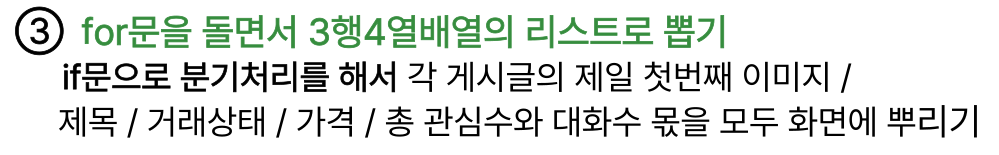 ③ for문을 돌면서 3행4열배열의 리스트로 뽑기
if문으로 분기처리를 해서 각 게시글의 제일 첫번째 이미지 /
제목 / 거래상태 / 가격 / 총 관심수와 대화수 몫을 모두 화면에 뿌리기